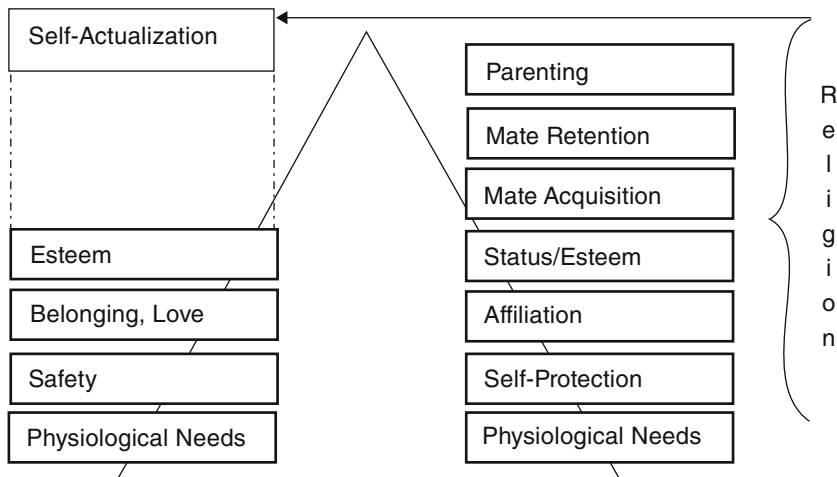 Self-Actualization
Esteem
Belonging, Love
Safety
Physiological Needs
Parenting
Mate Retention
Mate Acquisition
Status/Esteem
Affiliation
Self-Protection
Physiological Needs
Religion